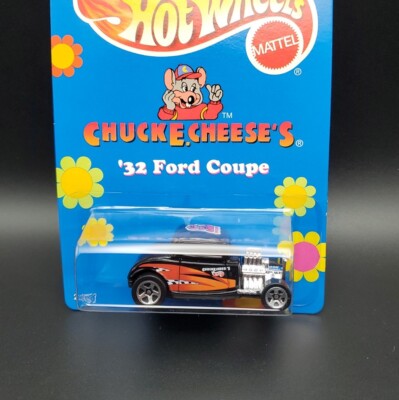 HOT WHEELS
MATTEL
®
TM
CHUCK E. CHEESE'S ®
'32 Ford Coupe